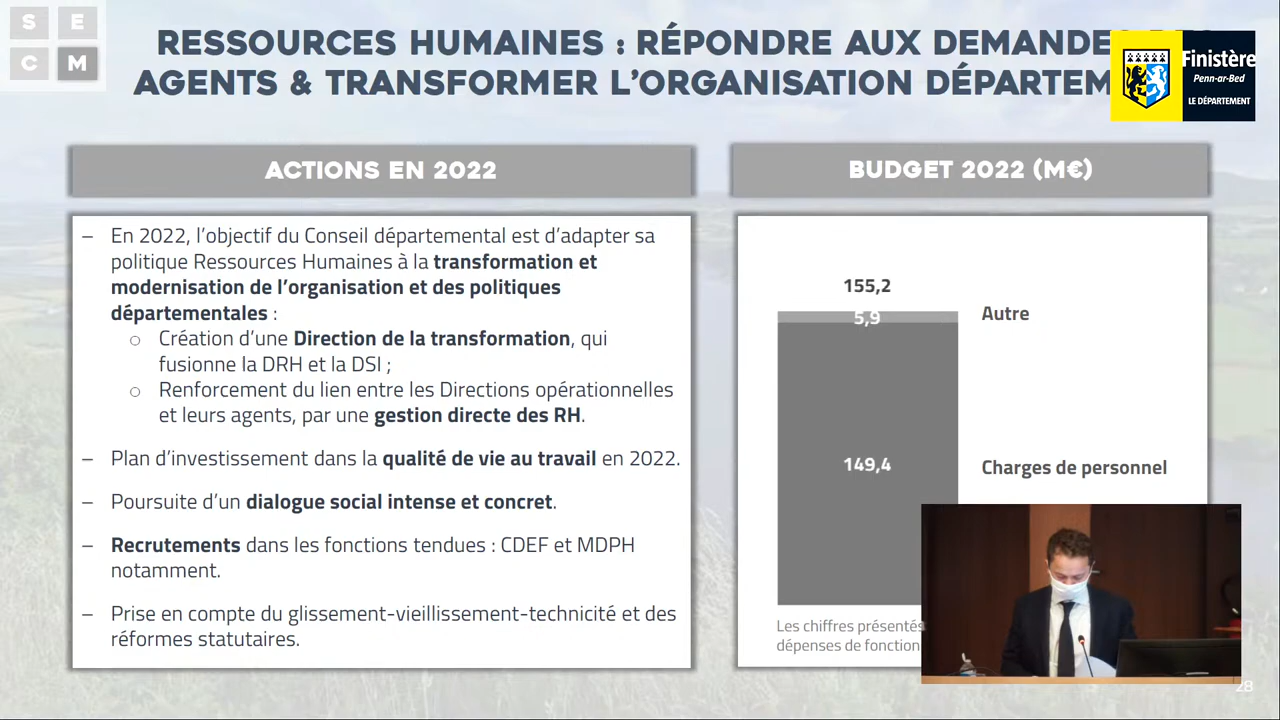 S E
C M
RESSOURCES HUMAINES : RÉPONDRE AUX DEMANDES
AGENTS & TRANSFORMER L'ORGANISATION
Finistère
Penn-ar-Bed
LE DÉPARTEMENT
ACTIONS EN 2022
– En 2022, l'objectif du Conseil départemental est d'adapter sa
politique Ressources Humaines à la transformation et
modernisation de l'organisation et des politiques
départementales :
○ Création d'une Direction de la transformation, qui
fusionne la DRH et la DSI ;
○ Renforcement du lien entre les Directions opérationnelles
et leurs agents, par une gestion directe des RH.
– Plan d'investissement dans la qualité de vie au travail en 2022.
– Poursuite d'un dialogue social intense et concret.
– Recrutements dans les fonctions tendues : CDEF et MDPH
notamment.
– Prise en compte du glissement-vieillissement-technicité et des
réformes statutaires.
BUDGET 2022 (M€)
155,2
5,9 Autre
149,4 Charges de personnel
Les chiffres présentés
dépenses de
28